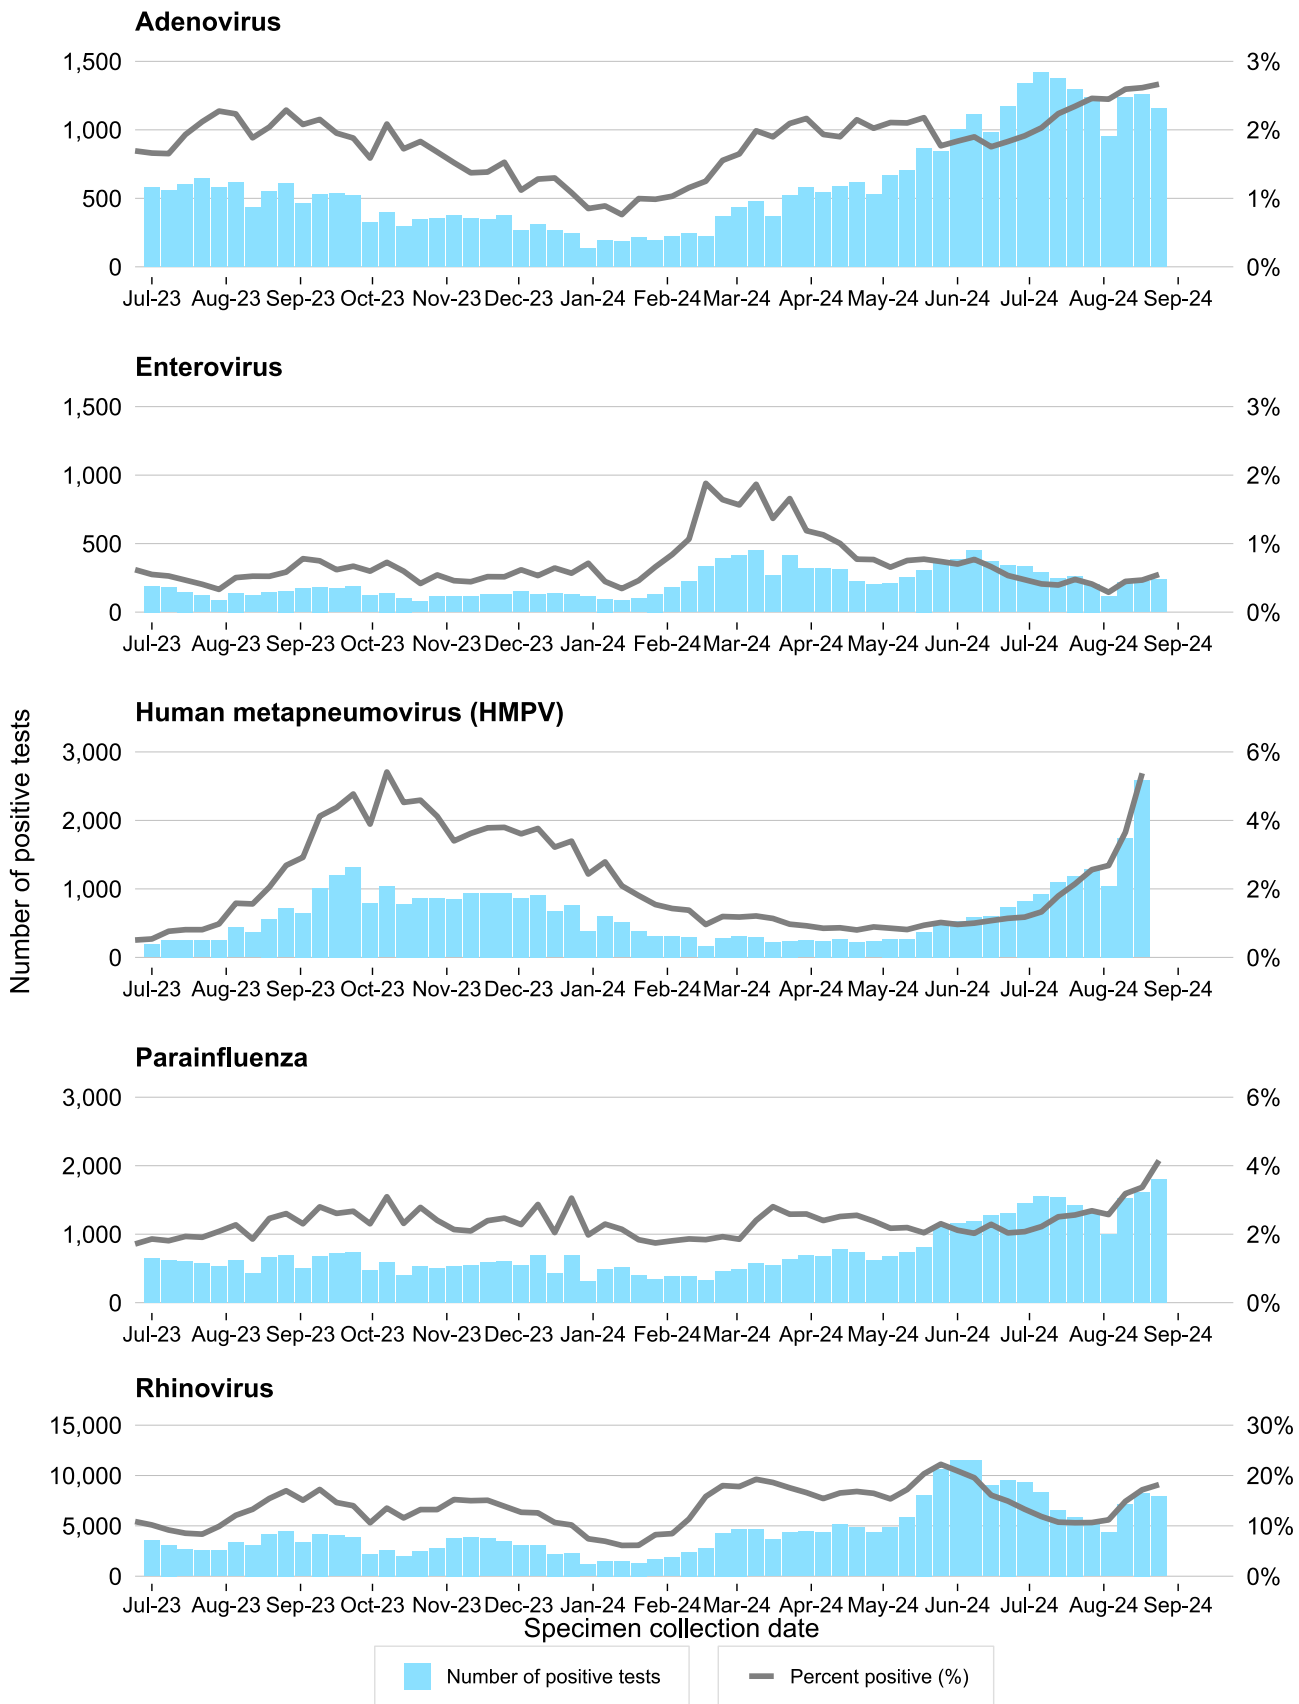 Adenovirus
1,500 3%
1,000 2%
500 1%
0 0%
Jul-23 Aug-23 Sep-23 Oct-23 Nov-23 Dec-23 Jan-24 Feb-24 Mar-24 Apr-24 May-24 Jun-24 Jul-24 Aug-24 Sep-24
Enterovirus
1,500 3%
1,000 2%
500 1%
0 0%
Jul-23 Aug-23 Sep-23 Oct-23 Nov-23 Dec-23 Jan-24 Feb-24 Mar-24 Apr-24 May-24 Jun-24 Jul-24 Aug-24 Sep-24
Number of positive tests
Human metapneumovirus (HMPV)
3,000 6%
2,000 4%
1,000 2%
0 0%
Jul-23 Aug-23 Sep-23 Oct-23 Nov-23 Dec-23 Jan-24 Feb-24 Mar-24 Apr-24 May-24 Jun-24 Jul-24 Aug-24 Sep-24
Parainfluenza
3,000 6%
2,000 4%
1,000 2%
0 0%
Jul-23 Aug-23 Sep-23 Oct-23 Nov-23 Dec-23 Jan-24 Feb-24 Mar-24 Apr-24 May-24 Jun-24 Jul-24 Aug-24 Sep-24
Rhinovirus
15,000 30%
10,000 20%
5,000 10%
0 0%
Jul-23 Aug-23 Sep-23 Oct-23 Nov-23 Dec-23 Jan-24 Feb-24 Mar-24 Apr-24 May-24 Jun-24 Jul-24 Aug-24 Sep-24
Specimen collection date
Number of positive tests Percent positive (%)